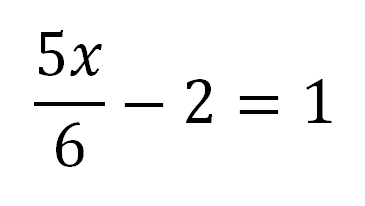 5x/6 − 2 = 1